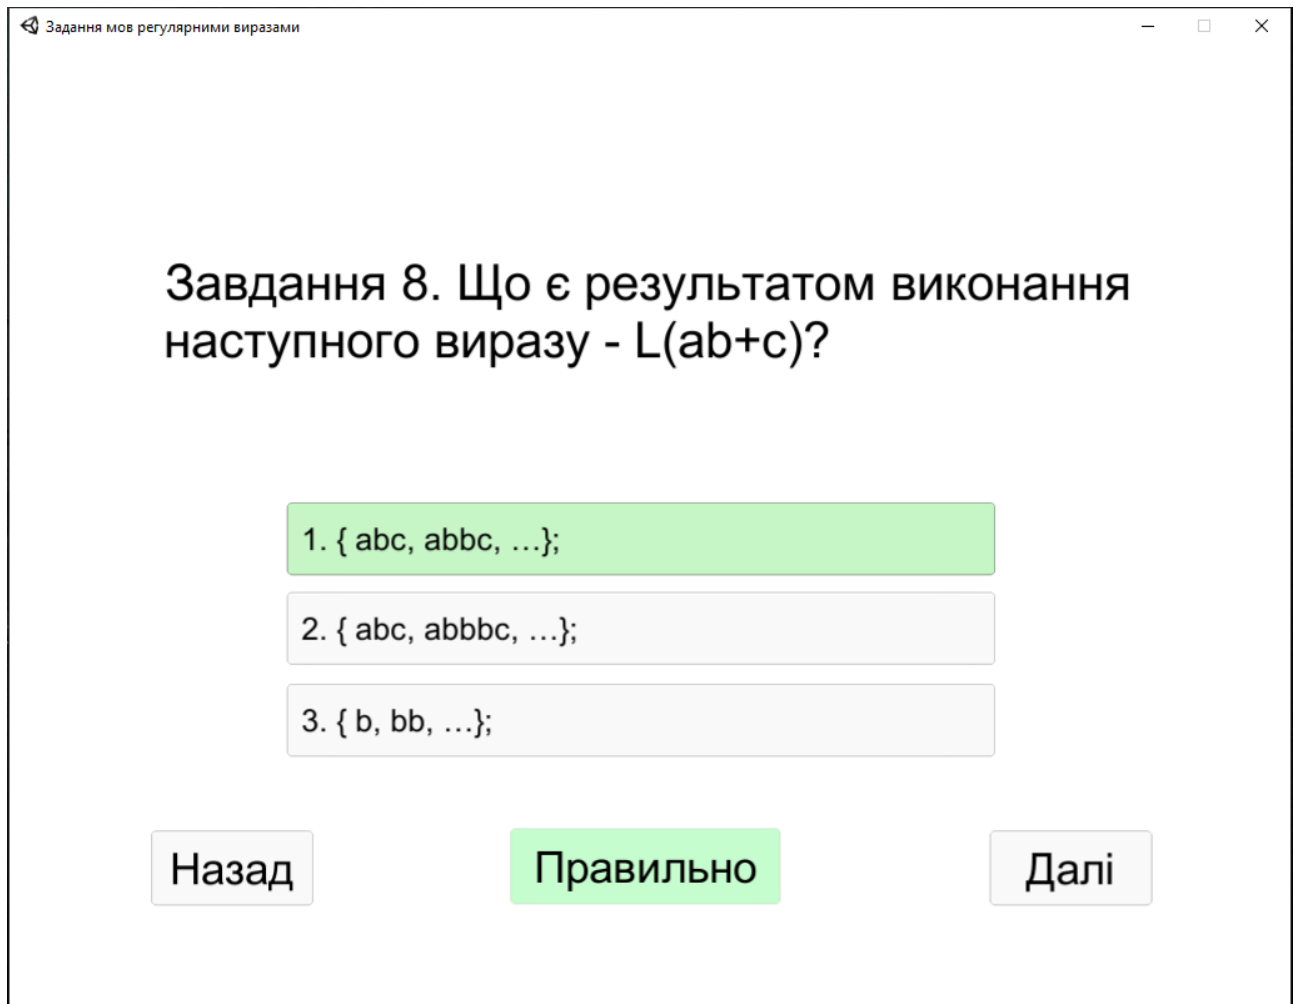 Задання мов регулярними виразами
Завдання 8. Що є результатом виконання
наступного виразу - L(ab+c)?
1. { abc, abbc, …};
2. { abc, abbbc, …};
3. { b, bb, …};
Назад
Правильно
Далі